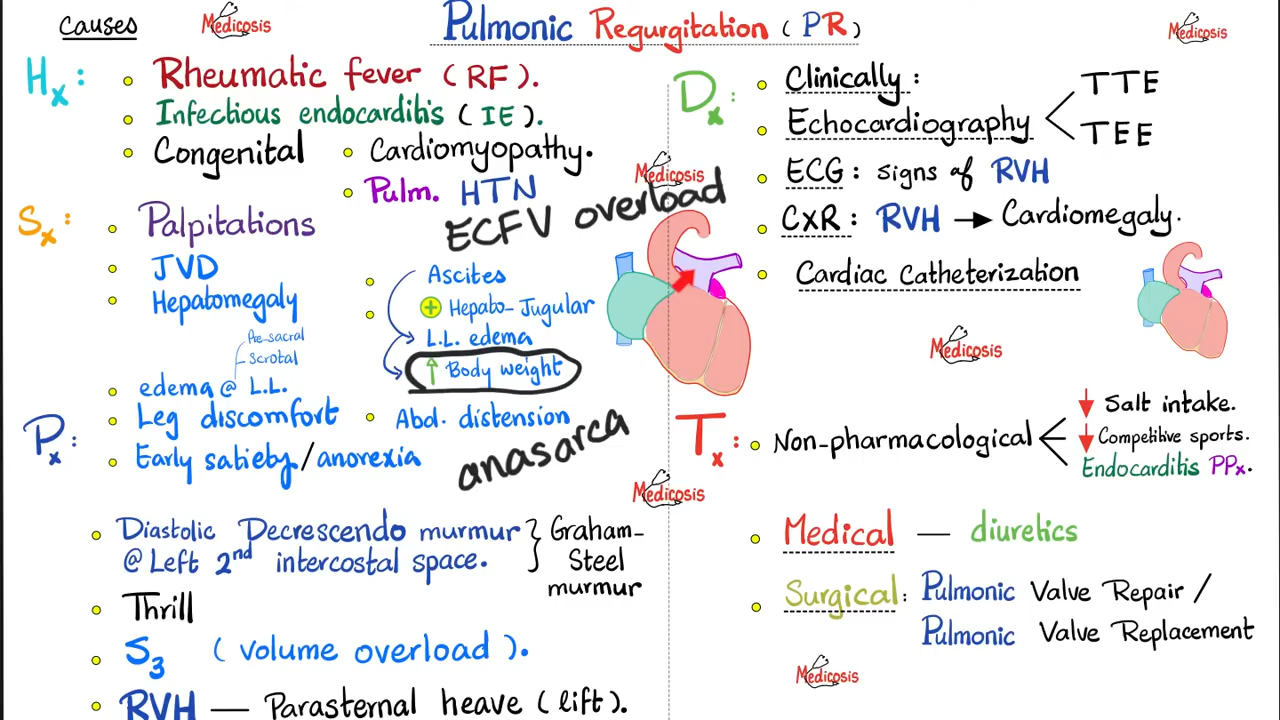 Causes
Medicosis
Pulmonic Regurgitation (PR)
Medicosis
Hx:
Rheumatic fever (RF).
Infectious endocarditis (IE).
Congenital
Cardiomyopathy.
Pulm. HTN
Medicosis
ECFV overload
Sx:
Palpitations
JVD
Hepatomegaly
Pre-sacral
Scrotal
edema @ L.L.
Leg discomfort
Early satiety/anorexia
Ascites
+ Hepato-Jugular
L.L. edema
↑ Body weight
Abd. distension
anasarca
Medicosis
Px:
Diastolic Decrescendo murmur
@ Left 2nd intercostal space.
Graham-
Steel
murmur
Thrill
S3 (volume overload).
RVH — Parasternal heave (lift).
Dx:
Clinically:
Echocardiography
TTE
TEE
ECG: signs of RVH
CXR: RVH → Cardiomegaly.
Cardiac Catheterization
Medicosis
Tx:
Non-pharmacological
↓ Salt intake.
↓ Competitive sports.
Endocarditis PPx.
Medical — diuretics
Surgical: Pulmonic Valve Repair /
Pulmonic Valve Replacement
Medicosis